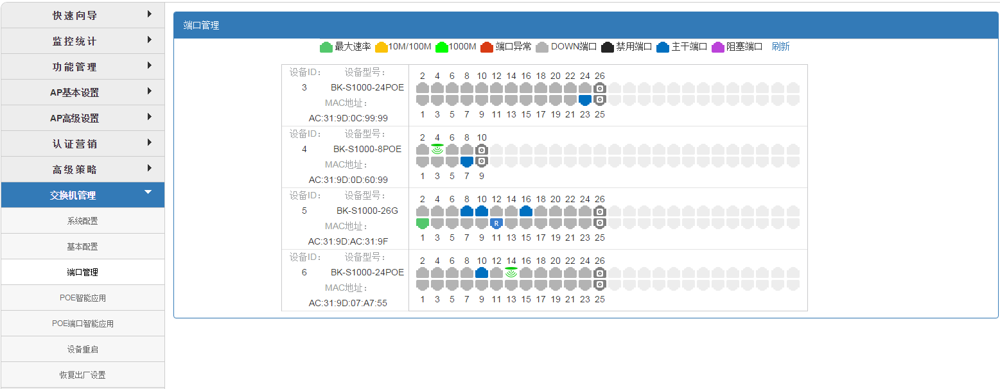 快速向导
监控统计
功能管理
AP基本设置
AP高级设置
认证营销
高级策略
交换机管理
系统配置
基本配置
端口管理
POE智能应用
POE端口智能应用
设备重启
恢复出厂设置
端口管理
最大速率 10M/100M 1000M 端口异常 DOWN端口 禁用端口 主干端口 阻塞端口 刷新
设备ID： 设备型号：
3 BK-S1000-24POE
MAC地址：
AC:31:9D:0C:99:99
2 4 6 8 10 12 14 16 18 20 22 24 26
1 3 5 7 9 11 13 15 17 19 21 23 25
设备ID： 设备型号：
4 BK-S1000-8POE
MAC地址：
AC:31:9D:0D:60:99
2 4 6 8 10
1 3 5 7 9
设备ID： 设备型号：
5 BK-S1000-26G
MAC地址：
AC:31:9D:AC:31:9F
2 4 6 8 10 12 14 16 18 20 22 24 26
R
1 3 5 7 9 11 13 15 17 19 21 23 25
设备ID： 设备型号：
6 BK-S1000-24POE
MAC地址：
AC:31:9D:07:A7:55
2 4 6 8 10 12 14 16 18 20 22 24 26
1 3 5 7 9 11 13 15 17 19 21 23 25